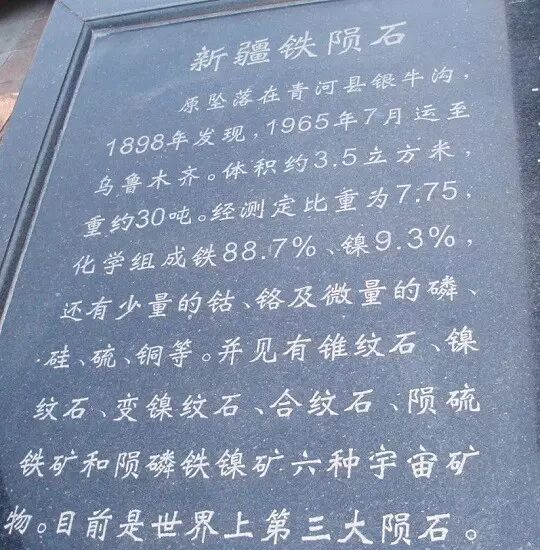 新疆铁陨石
原坠落在青河县银牛沟，
1898年发现，1965年7月运至
乌鲁木齐。体积约3.5立方米，
重约30吨。经测定比重为7.75，
化学组成铁88.7%、镍9.3%，
还有少量的钴、铬及微量的磷、
硅、硫、铜等。并见有锥纹石、镍
纹石、变镍纹石、合纹石、陨硫
铁矿和陨磷铁镍矿六种宇宙矿
物。目前是世界上第三大陨石。